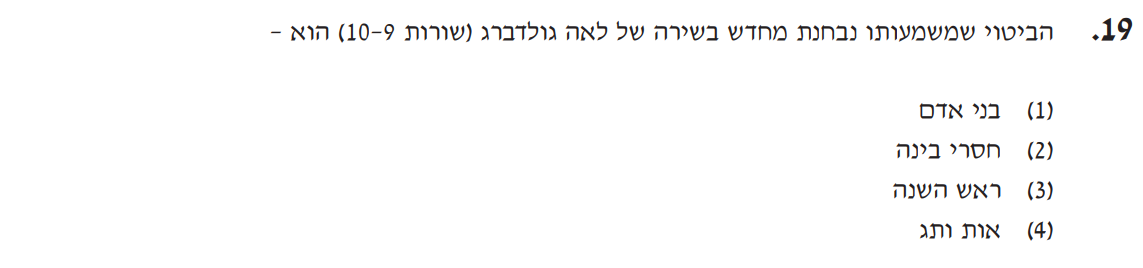 19. הביטוי שמשמעותו נבחנת מחדש בשירה של לאה גולדברג (שורות 9–10) הוא –
(1) בני אדם
(2) חסרי בינה
(3) ראש השנה
(4) אות ותג